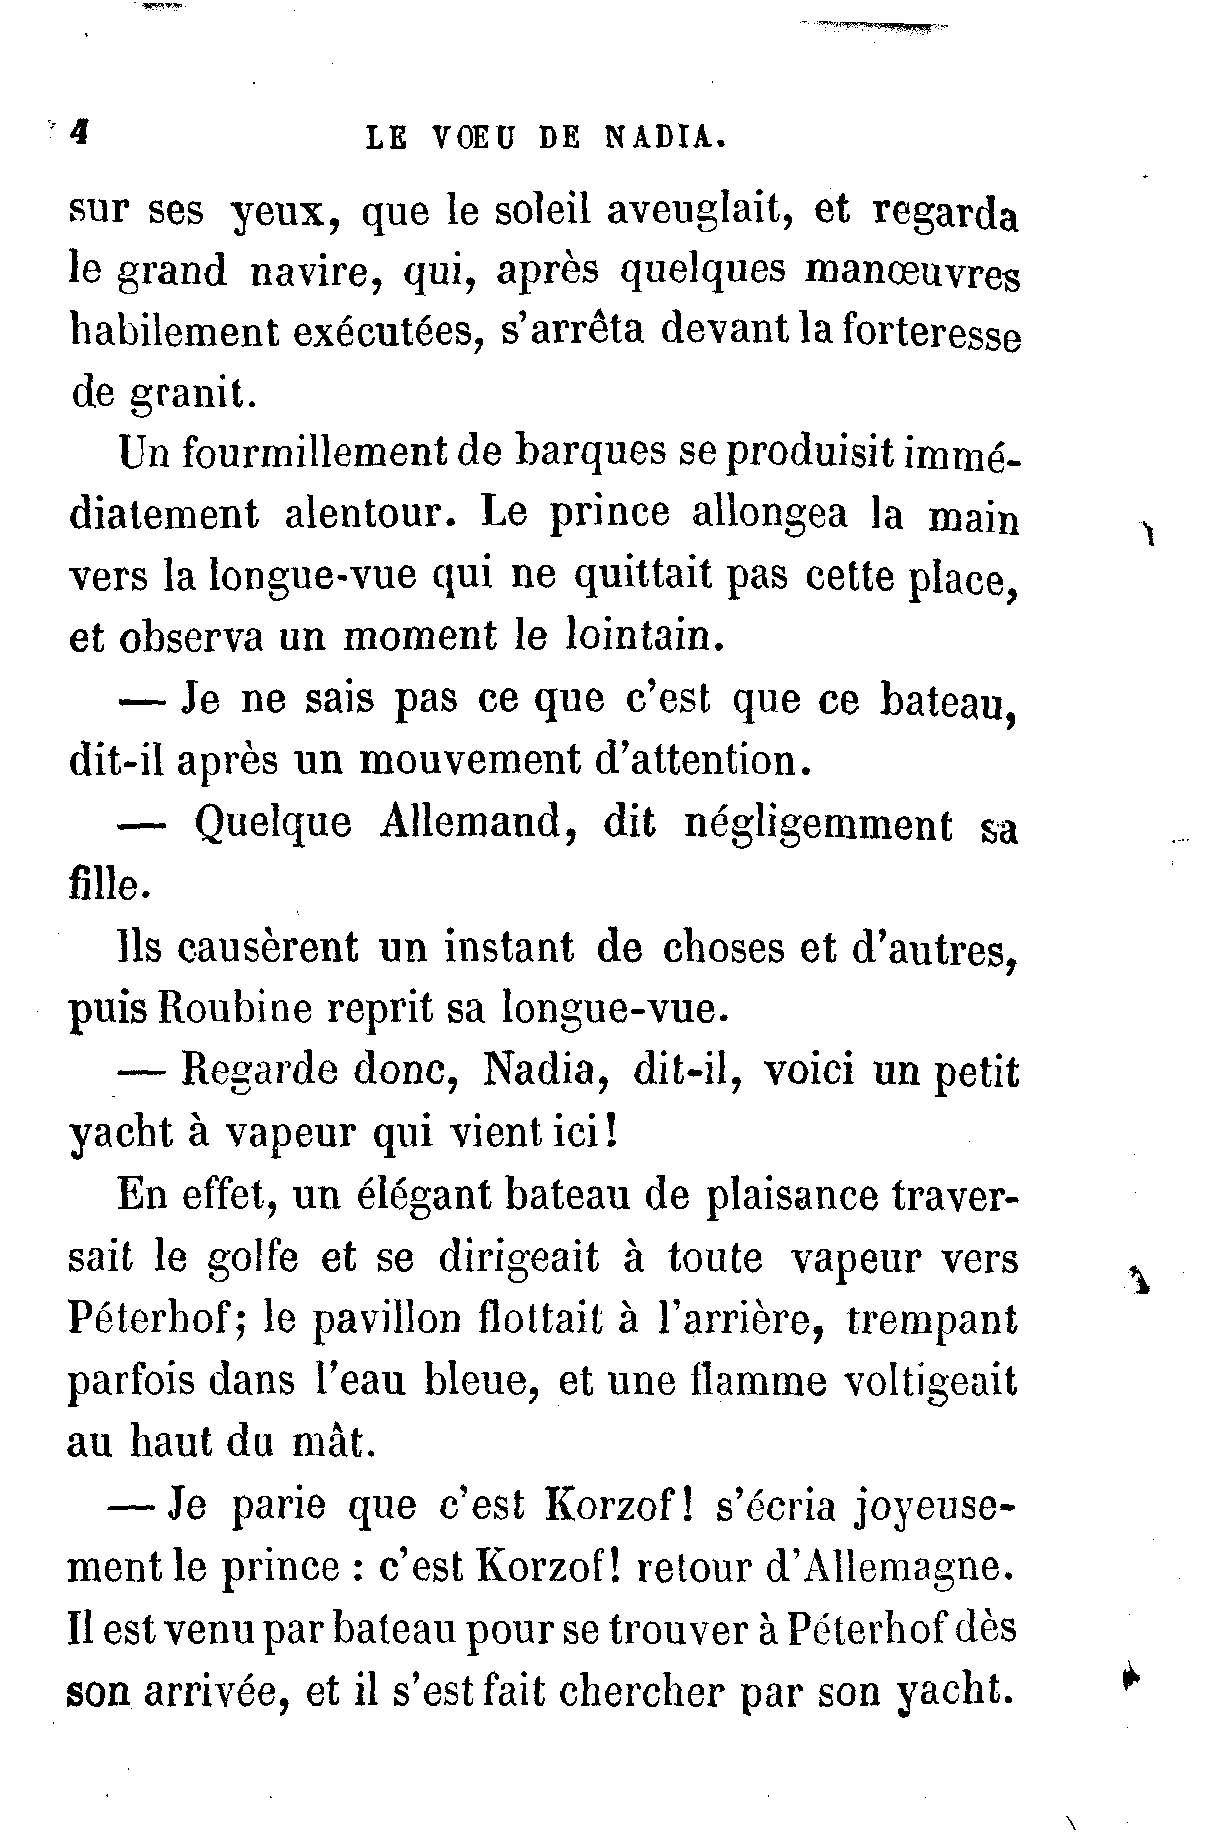 4 LE VŒU DE NADIA.
sur ses yeux, que le soleil aveuglait, et regarda
le grand navire, qui, après quelques manœuvres
habilement exécutées, s'arrêta devant la forteresse
de granit.
Un fourmillement de barques se produisit immé-
diatement alentour. Le prince allongea la main
vers la longue-vue qui ne quittait pas cette place,
et observa un moment le lointain.
— Je ne sais pas ce que c'est que ce bateau,
dit-il après un mouvement d'attention.
— Quelque Allemand, dit négligemment sa
fille.
Ils causèrent un instant de choses et d'autres,
puis Roubine reprit sa longue-vue.
— Regarde donc, Nadia, dit-il, voici un petit
yacht à vapeur qui vient ici!
En effet, un élégant bateau de plaisance traver-
sait le golfe et se dirigeait à toute vapeur vers
Péterhof; le pavillon flottait à l'arrière, trempant
parfois dans l'eau bleue, et une flamme voltigeait
au haut du mât.
— Je parie que c'est Korzof! s'écria joyeuse-
ment le prince : c'est Korzof! retour d'Allemagne.
Il est venu par bateau pour se trouver à Péterhof dès
son arrivée, et il s'est fait chercher par son yacht.